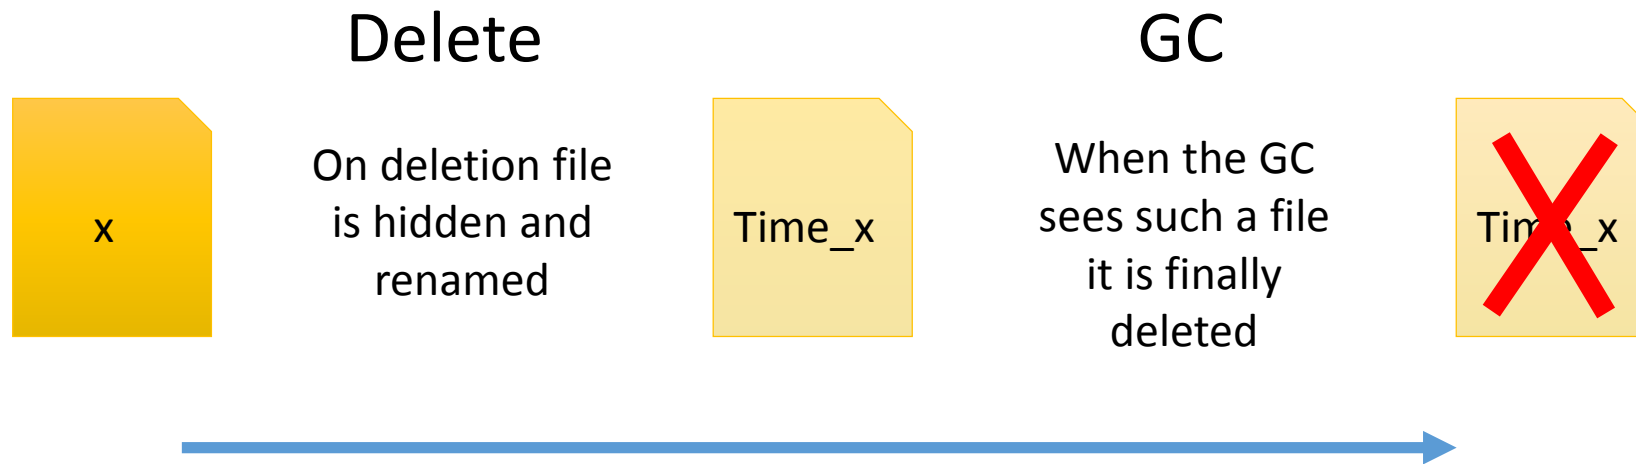 Delete
GC
x
On deletion file
is hidden and
renamed
Time_x
When the GC
sees such a file
it is finally
deleted
Time_x